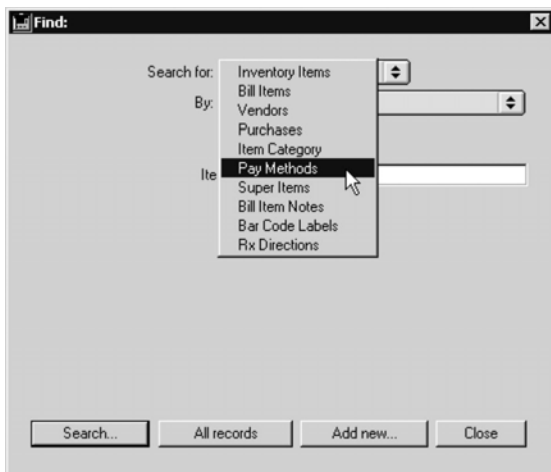 Find:
Search for:
Inventory Items
Bill Items
By:
Vendors
Purchases
Item Category
Ite
Pay Methods
Super Items
Bill Item Notes
Bar Code Labels
Rx Directions
Search...
All records
Add new...
Close